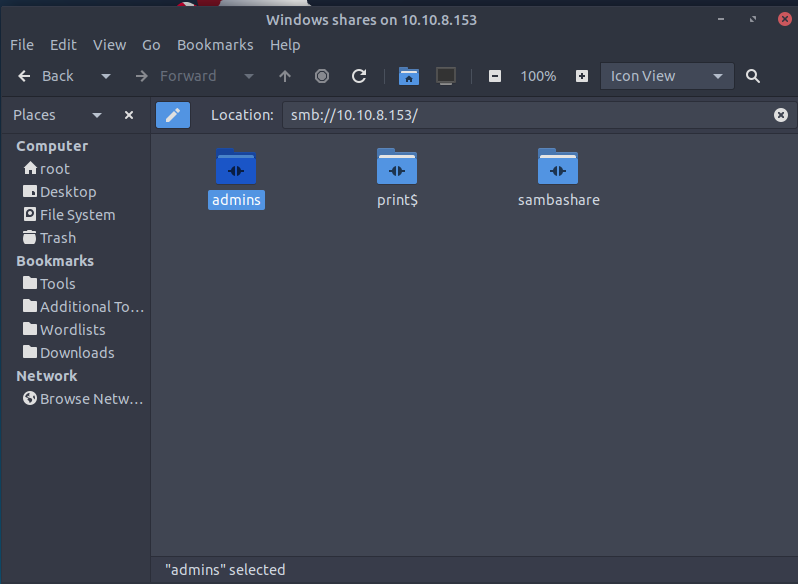 Windows shares on 10.10.8.153
File Edit View Go Bookmarks Help
Back Forward 100% Icon View
Places Location: smb://10.10.8.153/
Computer
root
Desktop
File System
Trash
Bookmarks
Tools
Additional To...
Wordlists
Downloads
Network
Browse Netw...
admins print$ sambashare
"admins" selected